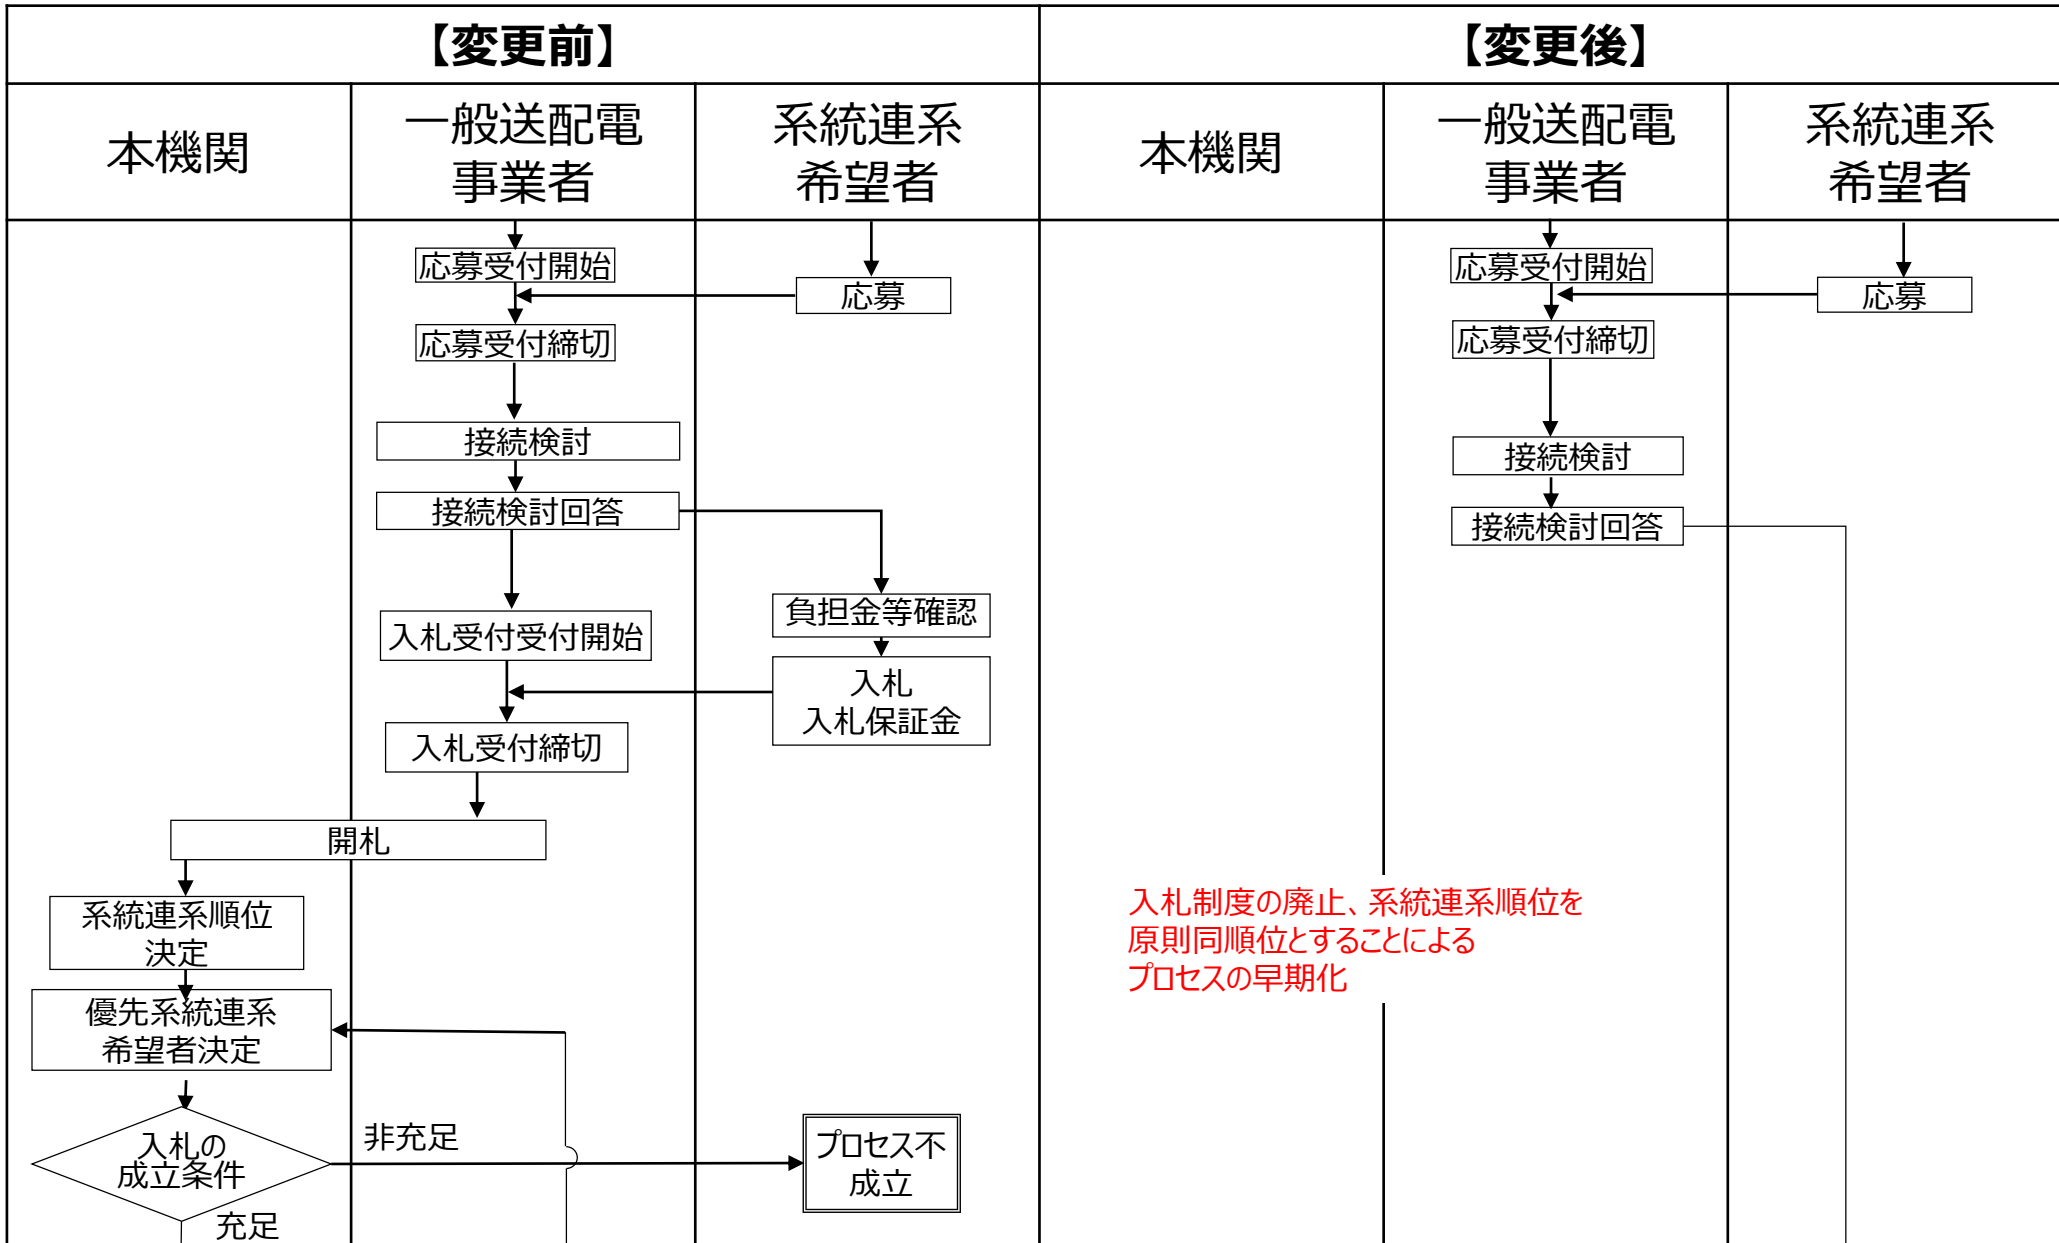 【変更前】
【変更後】
本機関
一般送配電
事業者
系統連系
希望者
本機関
一般送配電
事業者
系統連系
希望者
応募受付開始
応募
応募受付締切
接続検討
接続検討回答
負担金等確認
入札受付受付開始
入札
入札保証金
入札受付締切
開札
系統連系順位
決定
優先系統連系
希望者決定
入札の
成立条件
非充足
充足
プロセス不
成立
応募受付開始
応募
応募受付締切
接続検討
接続検討回答
入札制度の廃止、系統連系順位を
原則同順位とすることによる
プロセスの早期化